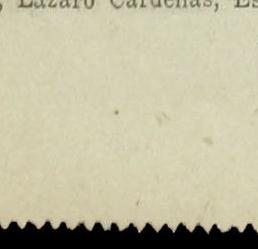 , Lázaro Cárdenas, Es